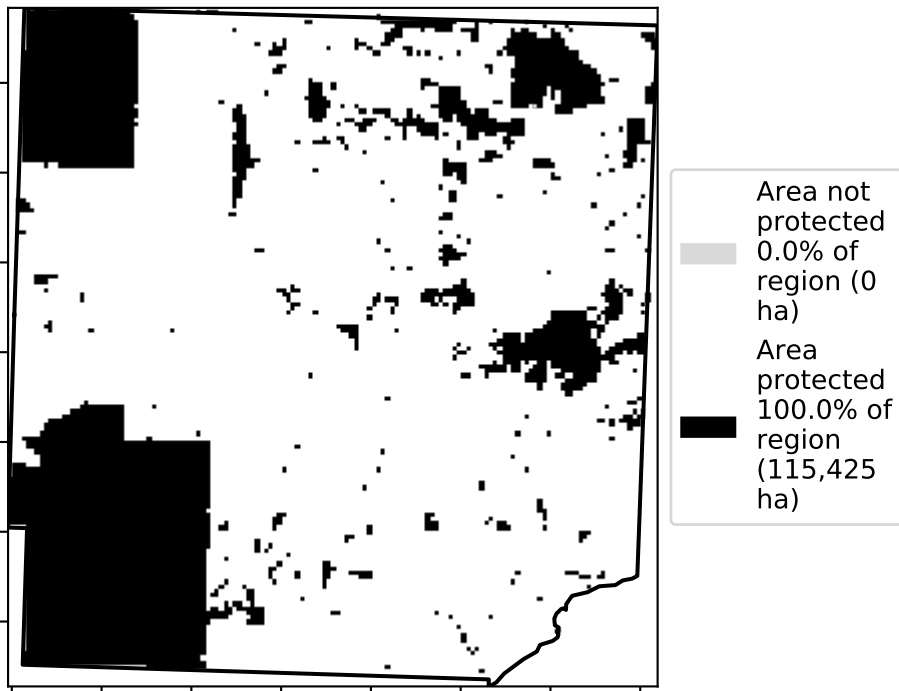 Area not
protected
0.0% of
region (0
ha)
Area
protected
100.0% of
region
(115,425
ha)